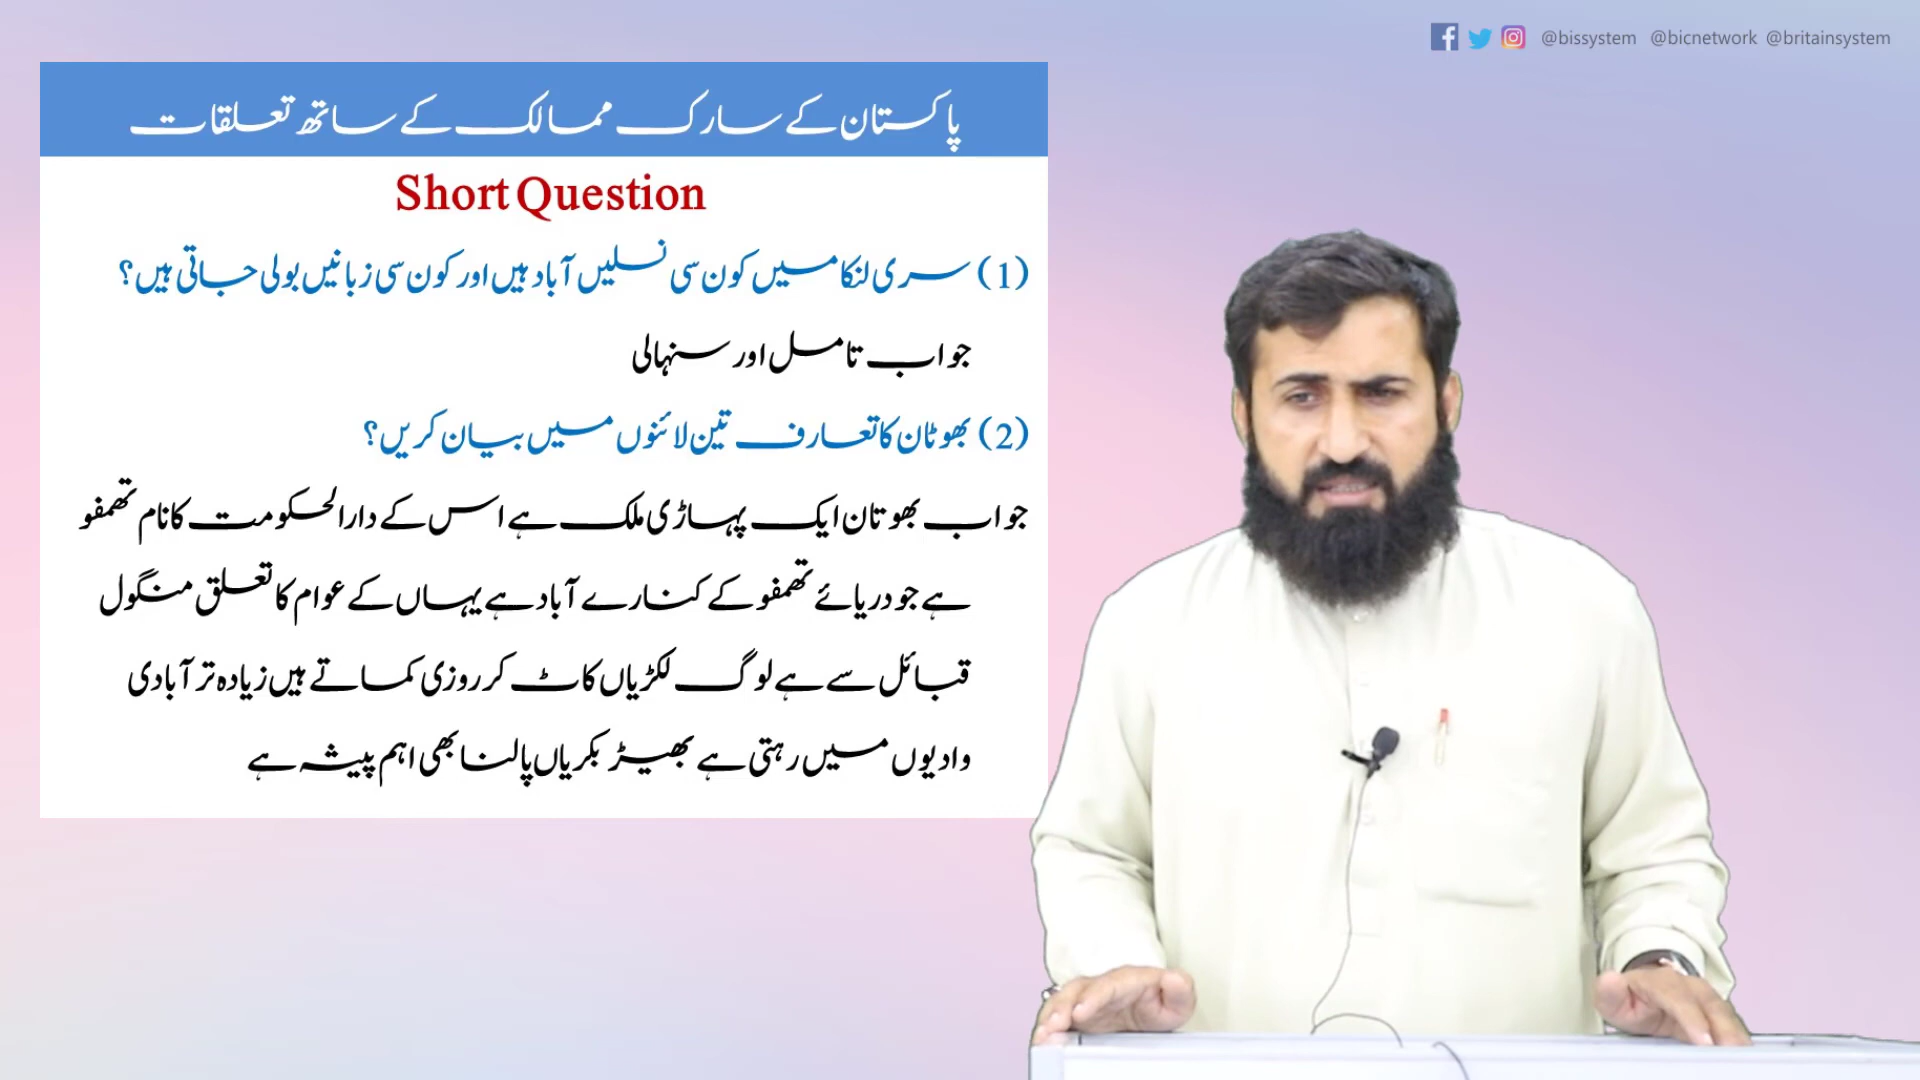 @bissystem @bicnetwork @britainsystem
پاکستان کے سارک ممالک کے ساتھ تعلقات
Short Question
(1) سری لنکا میں کون سی نسلیں آباد ہیں اور کون سی زبانیں بولی جاتی ہیں؟
جواب تامل اور سنہالی
(2) بھوٹان کا تعارف تین لائنوں میں بیان کریں؟
جواب بھوتان ایک پہاڑی ملک ہے اس کے دارالحکومت کا نام تھمفو
ہے جو دریائے تھمفو کے کنارے آباد ہے یہاں کے عوام کا تعلق منگول
قبائل سے ہے لوگ لکڑیاں کاٹ کر روزی کماتے ہیں زیادہ تر آبادی
وادیوں میں رہتی ہے بھیڑ بکریاں پالنا بھی اہم پیشہ ہے